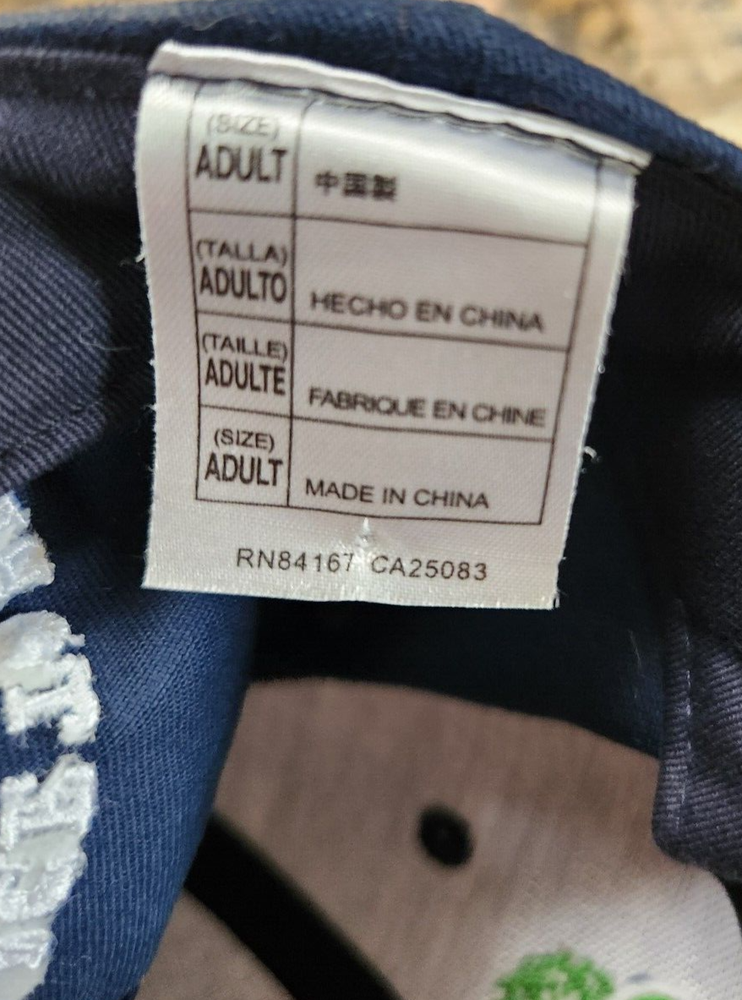 (SIZE)
ADULT
中国製
(TALLA)
ADULTO
HECHO EN CHINA
(TAILLE)
ADULTE
FABRIQUE EN CHINE
(SIZE)
ADULT
MADE IN CHINA
RN84167 CA25083